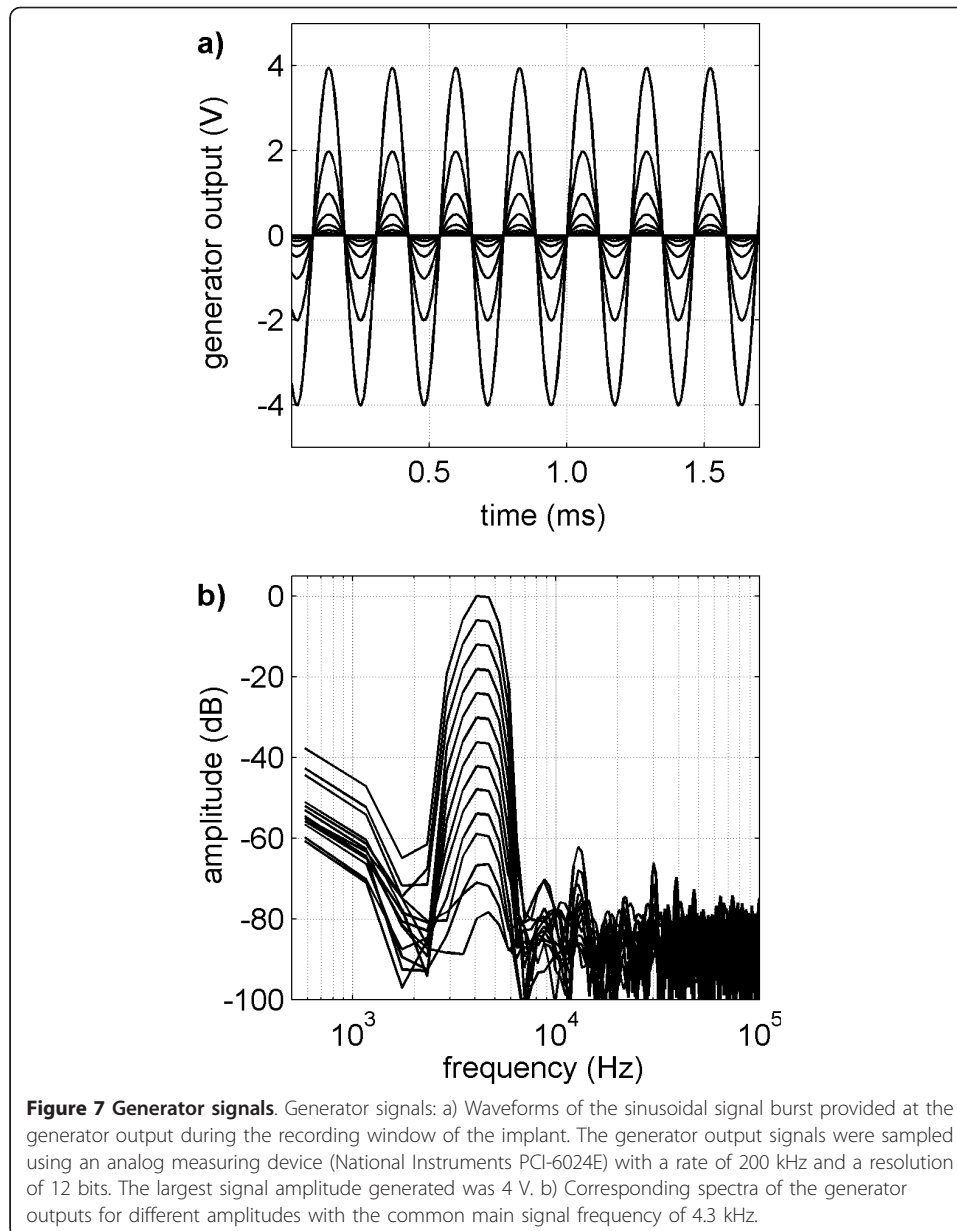 a)
generator output (V)
4
2
0
-2
-4
0.5 1.0 1.5
time (ms)
b)
amplitude (dB)
0
-20
-40
-60
-80
-100
10³ 10⁴ 10⁵
frequency (Hz)
Figure 7 Generator signals. Generator signals: a) Waveforms of the sinusoidal signal burst provided at the
generator output during the recording window of the implant. The generator output signals were sampled
using an analog measuring device (National Instruments PCI-6024E) with a rate of 200 kHz and a resolution
of 12 bits. The largest signal amplitude generated was 4 V. b) Corresponding spectra of the generator
outputs for different amplitudes with the common main signal frequency of 4.3 kHz.